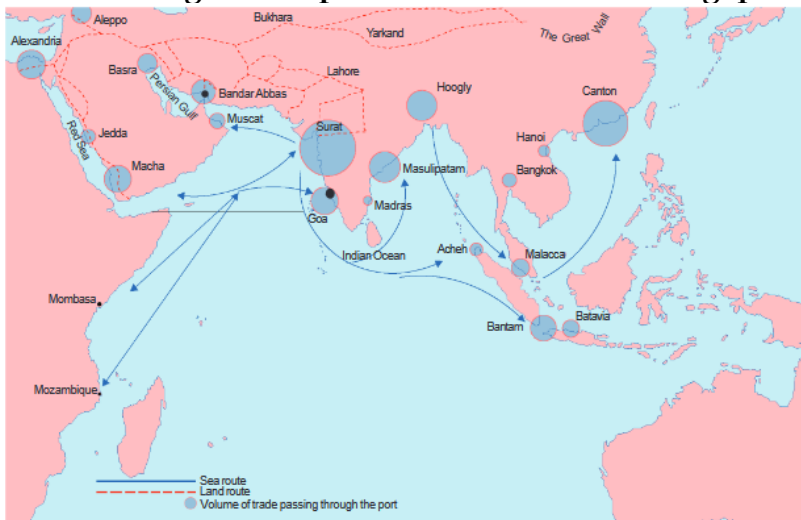 Aleppo
Bukhara
Yarkand
The Great Wall
Alexandria
Basra
Lahore
Persian Gulf
Bandar Abbas
Hoogly
Canton
Muscat
Surat
Jedda
Red Sea
Hanoi
Macha
Masulipatam
Bangkok
Madras
Goa
Indian Ocean
Acheh
Malacca
Mombasa
Bantam
Batavia
Mozambique
Sea route
Land route
Volume of trade passing through the port